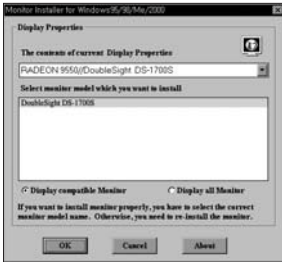 Monitor Installer for Windows95/98/Me/2000
Display Properties
The contents of current Display Properties
RADEON 9550//DoubleSight DS-1700S
Select monitor model which you want to install
DoubleSight DS-1700S
Display compatible Monitor
Display all Monitor
If you want to install monitor properly, you have to select the correct
monitor model name. Otherwise, you need to re-install the monitor.
OK
Cancel
About